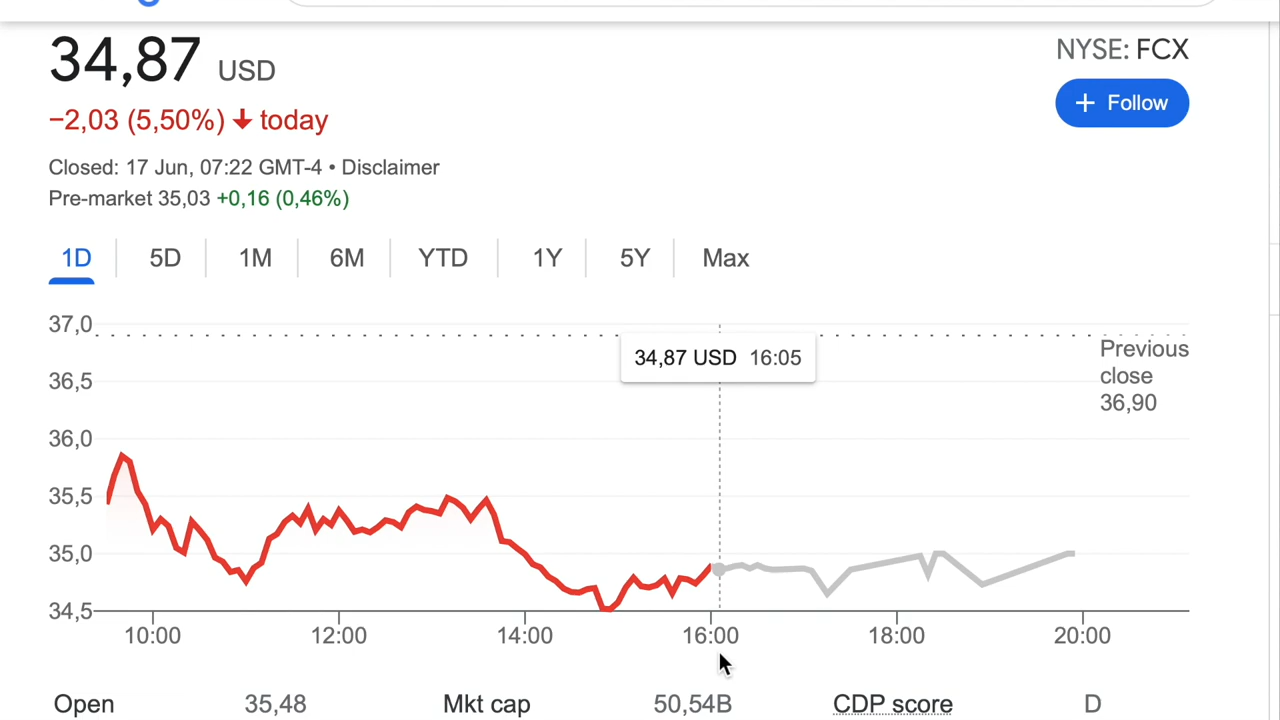 34,87 USD
NYSE: FCX
+ Follow
−2,03 (5,50%) ↓ today
Closed: 17 Jun, 07:22 GMT-4 • Disclaimer
Pre-market 35,03 +0,16 (0,46%)
1D 5D 1M 6M YTD 1Y 5Y Max
37,0
36,5
36,0
35,5
35,0
34,5
34,87 USD 16:05
Previous
close
36,90
10:00 12:00 14:00 16:00 18:00 20:00
Open 35,48 Mkt cap 50,54B CDP score D